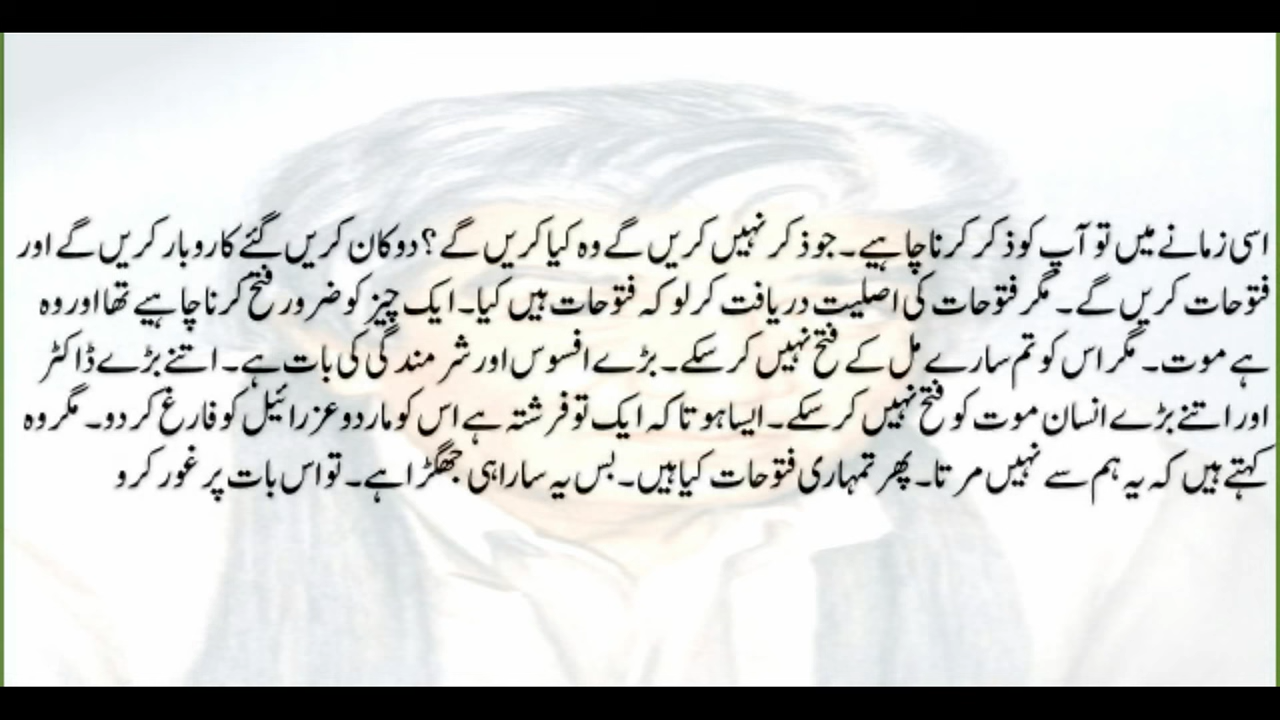 اسی زمانے میں تو آپ کو ذکر کرنا چاہیے۔ جو ذکر نہیں کریں گے وہ کیا کریں گے ؟ دوکان کریں گئے کاروبار کریں گے اور
فتوحات کریں گے۔ مگر فتوحات کی اصلیت دریافت کر لو کہ فتوحات ہیں کیا۔ ایک چیز کو ضرور فتح کرنا چاہیے تھا اور وہ
ہے موت۔ مگر اس کو تم سارے مل کے فتح نہیں کر سکے۔ بڑے افسوس اور شرمندگی کی بات ہے۔ اتنے بڑے ڈاکٹر
اور اتنے بڑے انسان موت کو فتح نہیں کر سکے۔ ایسا ہوتا کہ ایک تو فرشتہ ہے اس کو مار دو عزرائیل کو فارغ کر دو۔ مگر وہ
کہتے ہیں کہ یہ ہم سے نہیں مرتا۔ پھر تمہاری فتوحات کیا ہیں۔ بس یہ سارا ہی جھگڑا ہے۔ تو اس بات پر غور کرو